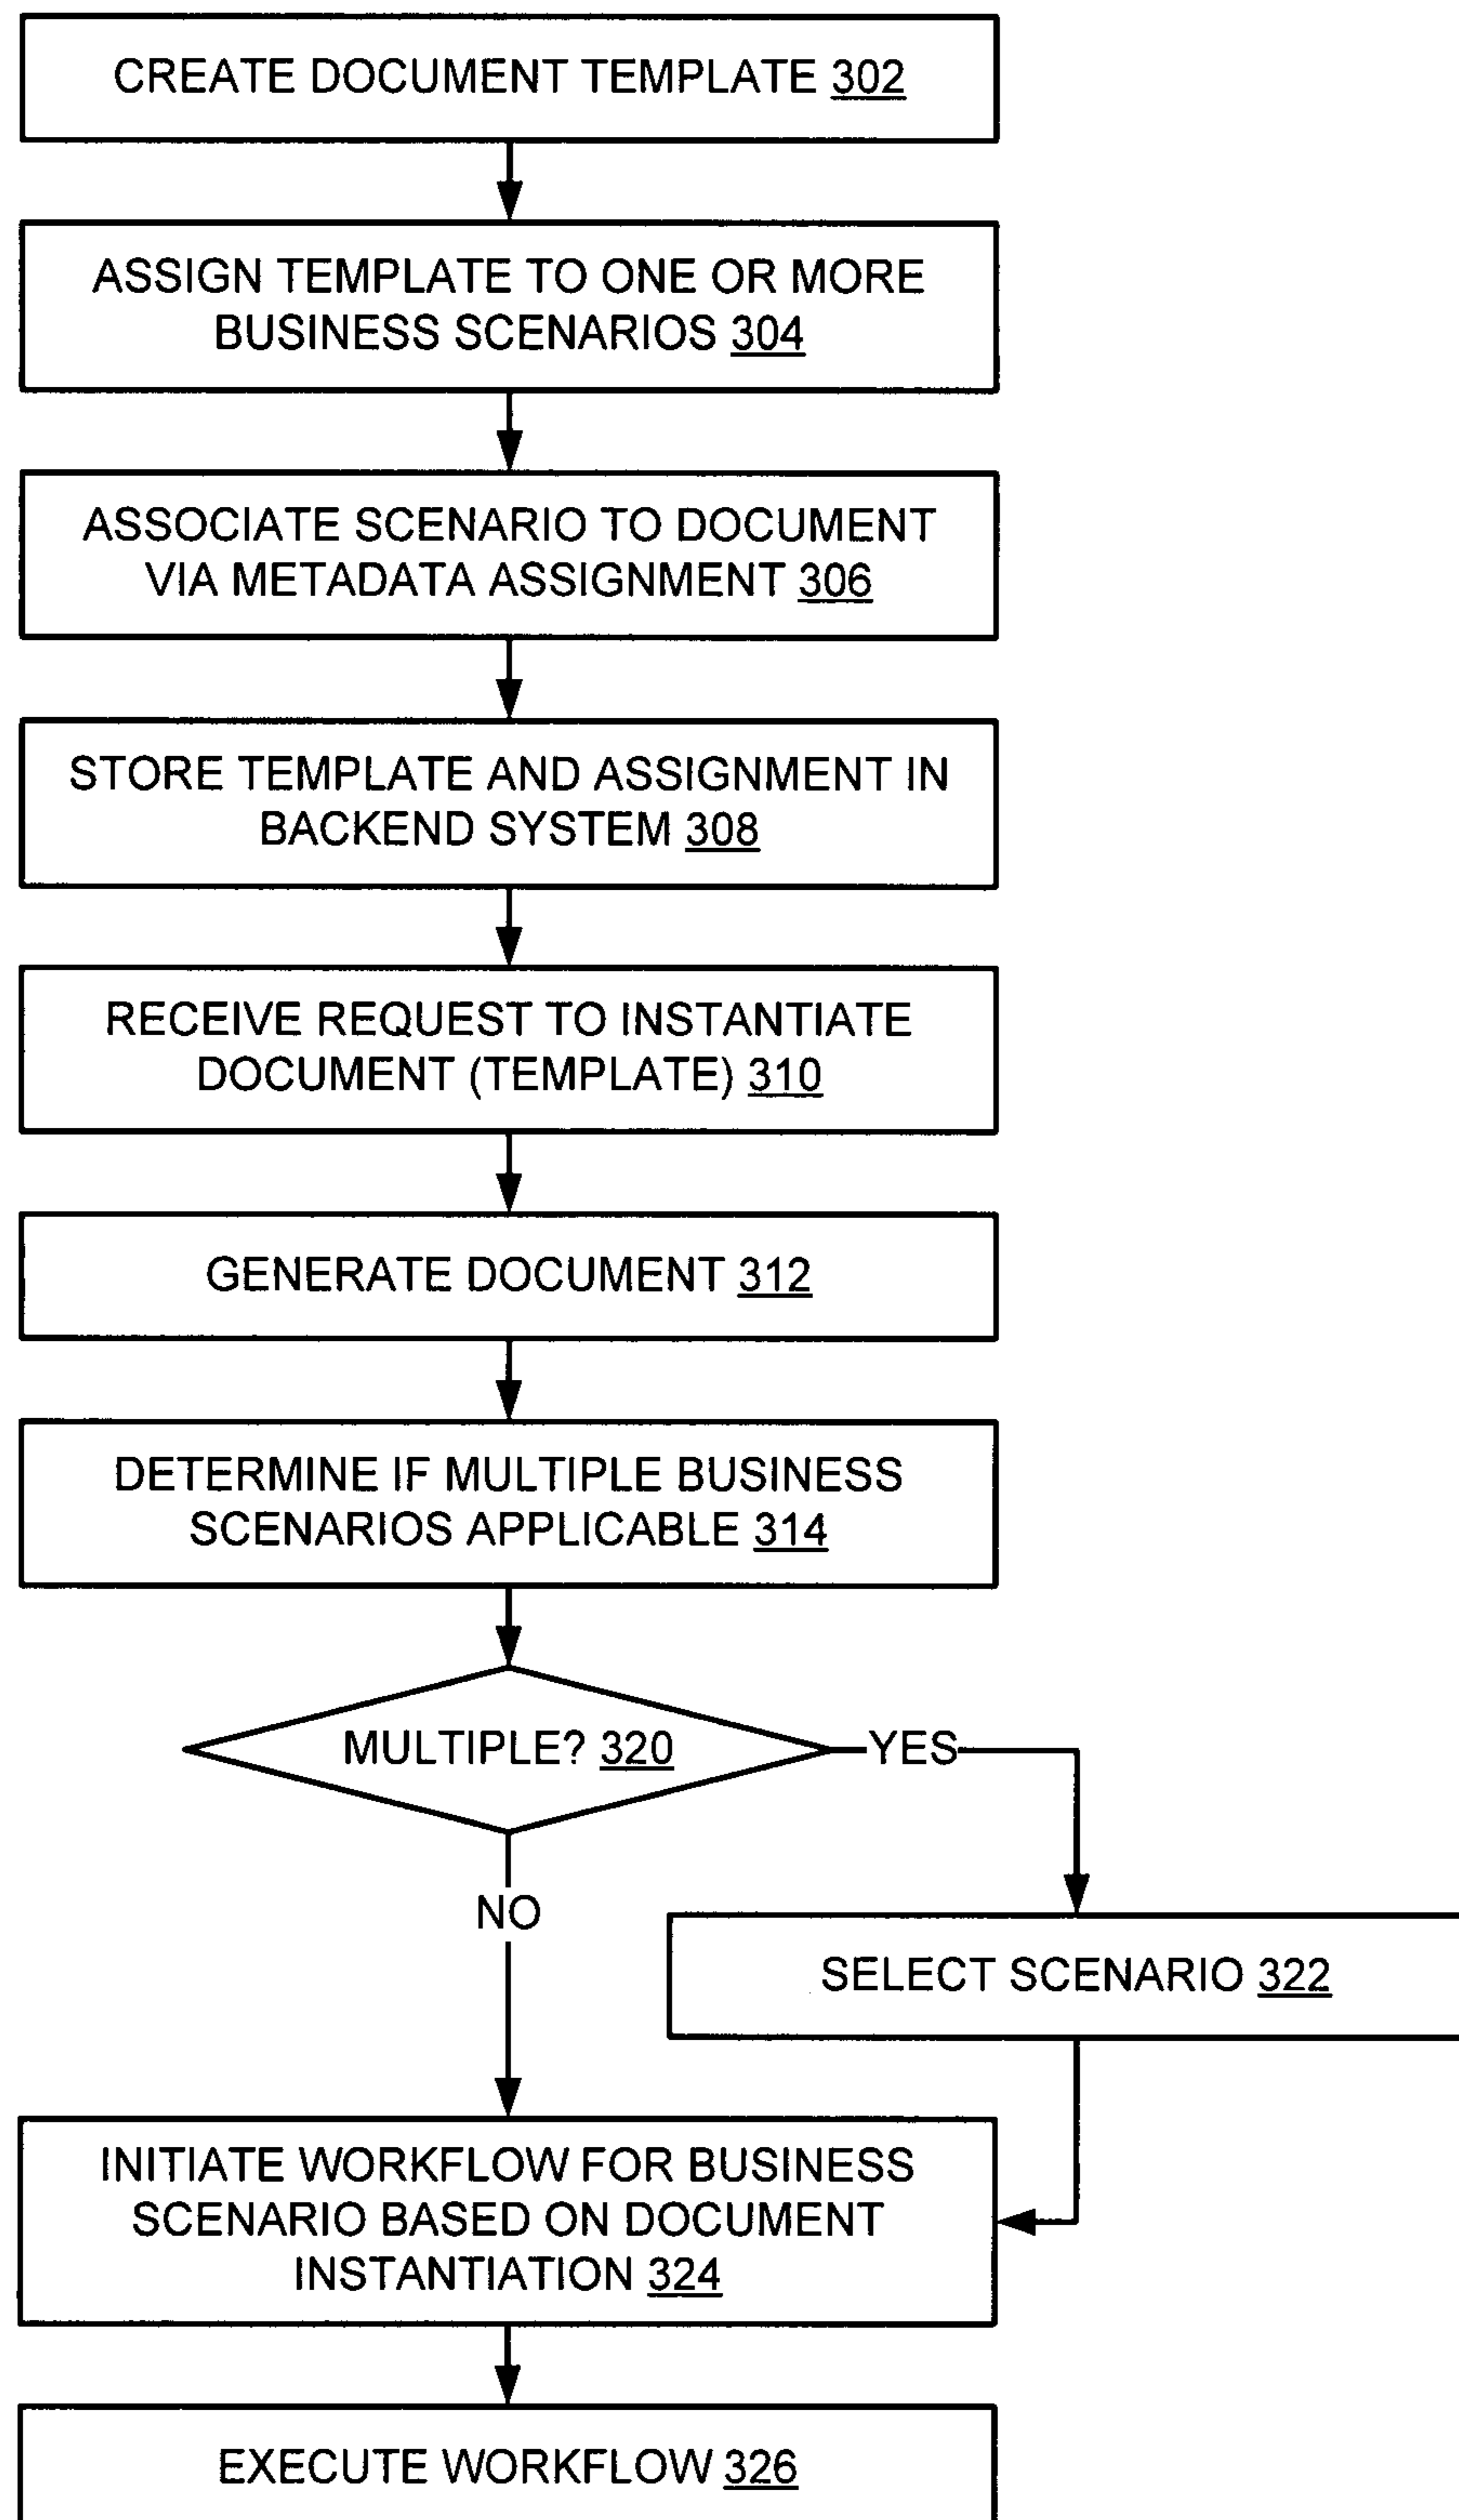 CREATE DOCUMENT TEMPLATE 302
ASSIGN TEMPLATE TO ONE OR MORE
BUSINESS SCENARIOS 304
ASSOCIATE SCENARIO TO DOCUMENT
VIA METADATA ASSIGNMENT 306
STORE TEMPLATE AND ASSIGNMENT IN
BACKEND SYSTEM 308
RECEIVE REQUEST TO INSTANTIATE
DOCUMENT (TEMPLATE) 310
GENERATE DOCUMENT 312
DETERMINE IF MULTIPLE BUSINESS
SCENARIOS APPLICABLE 314
MULTIPLE? 320
YES
NO
SELECT SCENARIO 322
INITIATE WORKFLOW FOR BUSINESS
SCENARIO BASED ON DOCUMENT
INSTANTIATION 324
EXECUTE WORKFLOW 326